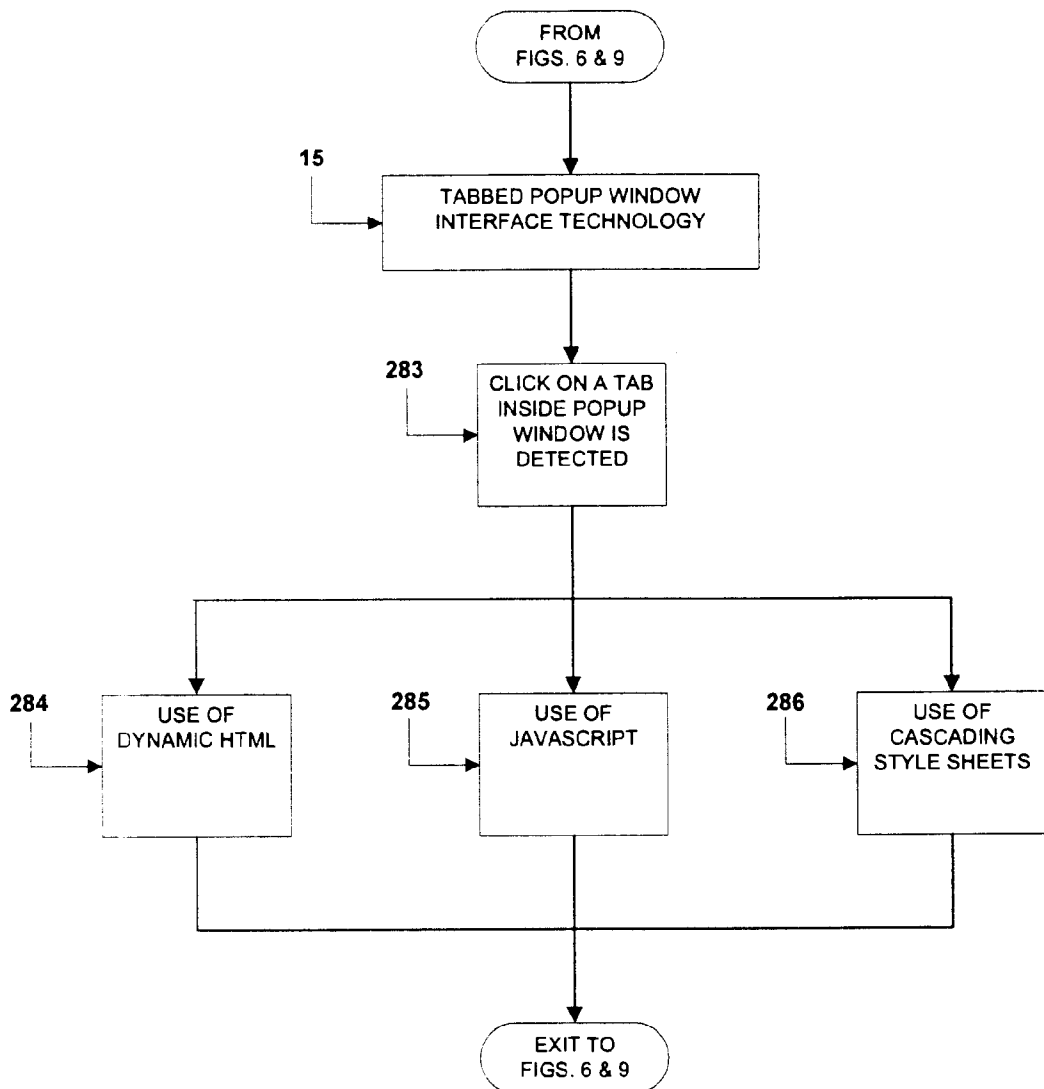 FROM
FIGS. 6 & 9
15
TABBED POPUP WINDOW
INTERFACE TECHNOLOGY
283
CLICK ON A TAB
INSIDE POPUP
WINDOW IS
DETECTED
284
USE OF
DYNAMIC HTML
285
USE OF
JAVASCRIPT
286
USE OF
CASCADING
STYLE SHEETS
EXIT TO
FIGS. 6 & 9